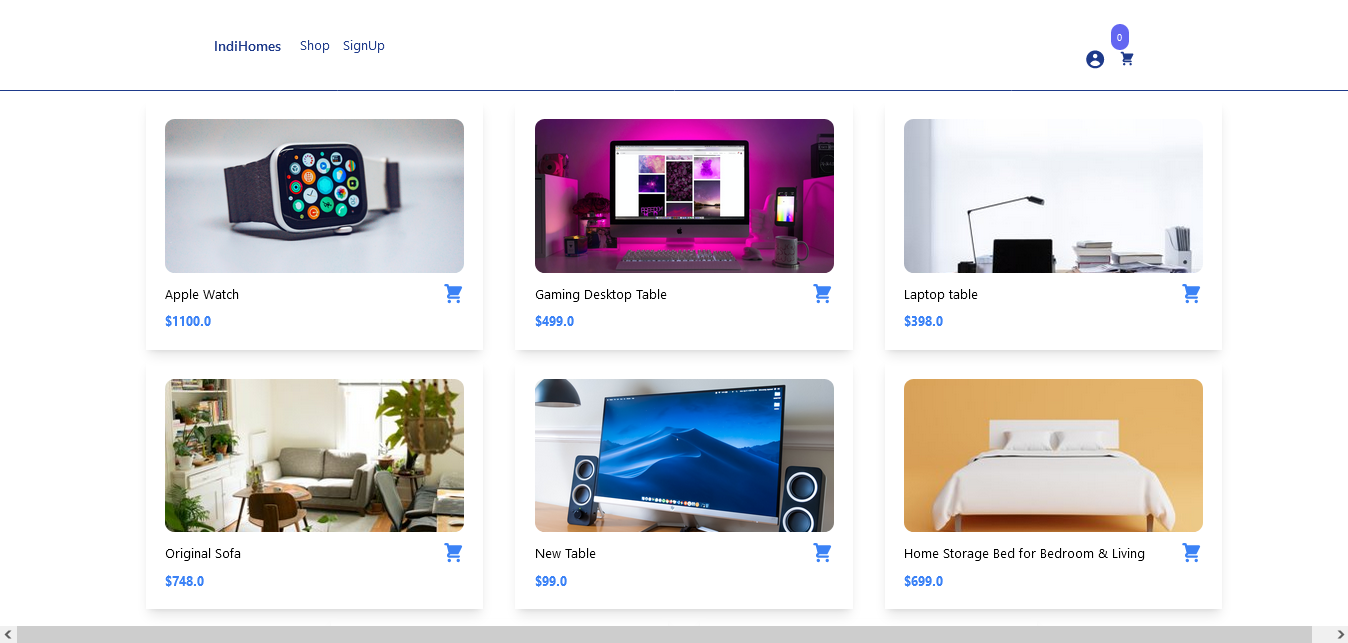 IndiHomes Shop SignUp
0
Apple Watch
$1100.0
Gaming Desktop Table
$499.0
Laptop table
$398.0
Original Sofa
$748.0
New Table
$99.0
Home Storage Bed for Bedroom & Living
$699.0